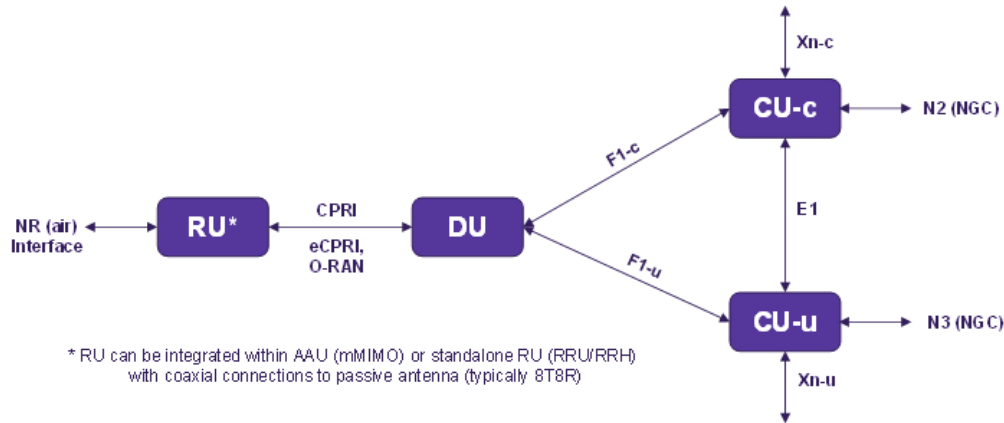 Xn-c
CU-c
N2 (NGC)
F1-c
NR (air)
Interface
RU*
CPRI
eCPRI,
O-RAN
DU
E1
F1-u
CU-u
N3 (NGC)
* RU can be integrated within AAU (mMIMO) or standalone RU (RRU/RRH)
with coaxial connections to passive antenna (typically 8T8R)
Xn-u